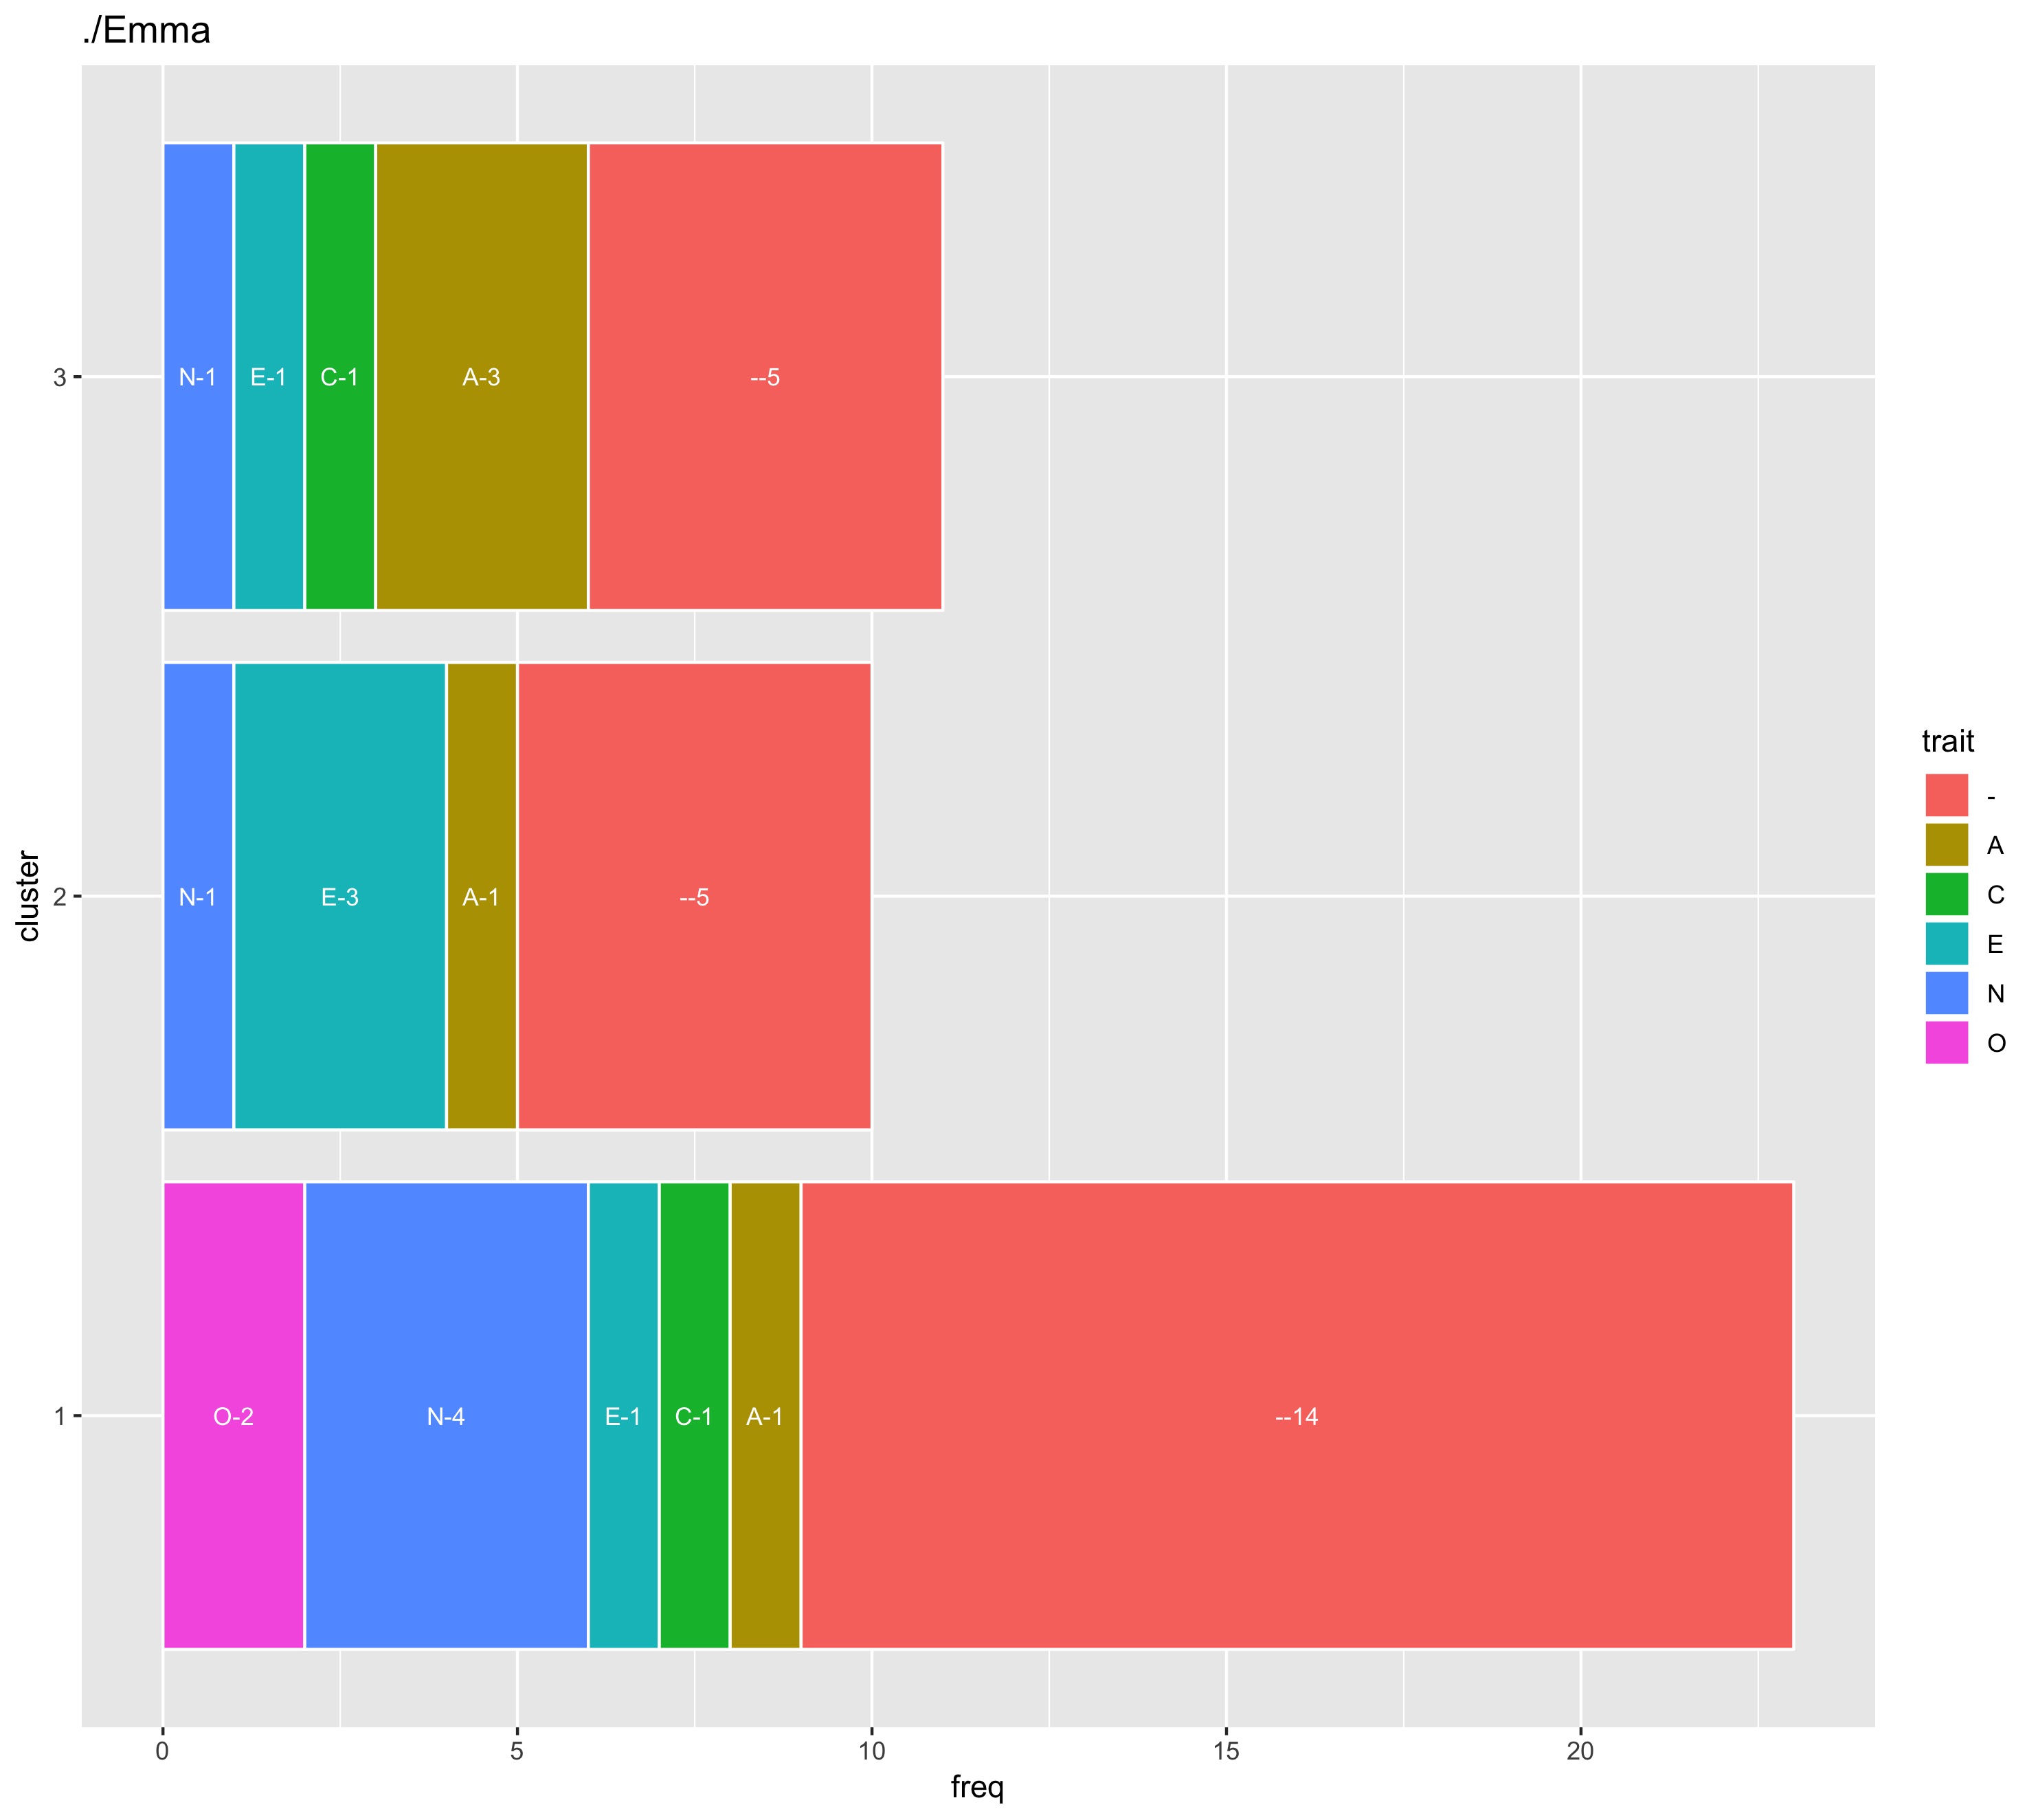 ./Emma
3
N-1 E-1 C-1 A-3 --5
2
N-1 E-3 A-1 --5
1
O-2 N-4 E-1 C-1 A-1 --14
cluster
0 5 10 15 20
freq
trait
-
A
C
E
N
O